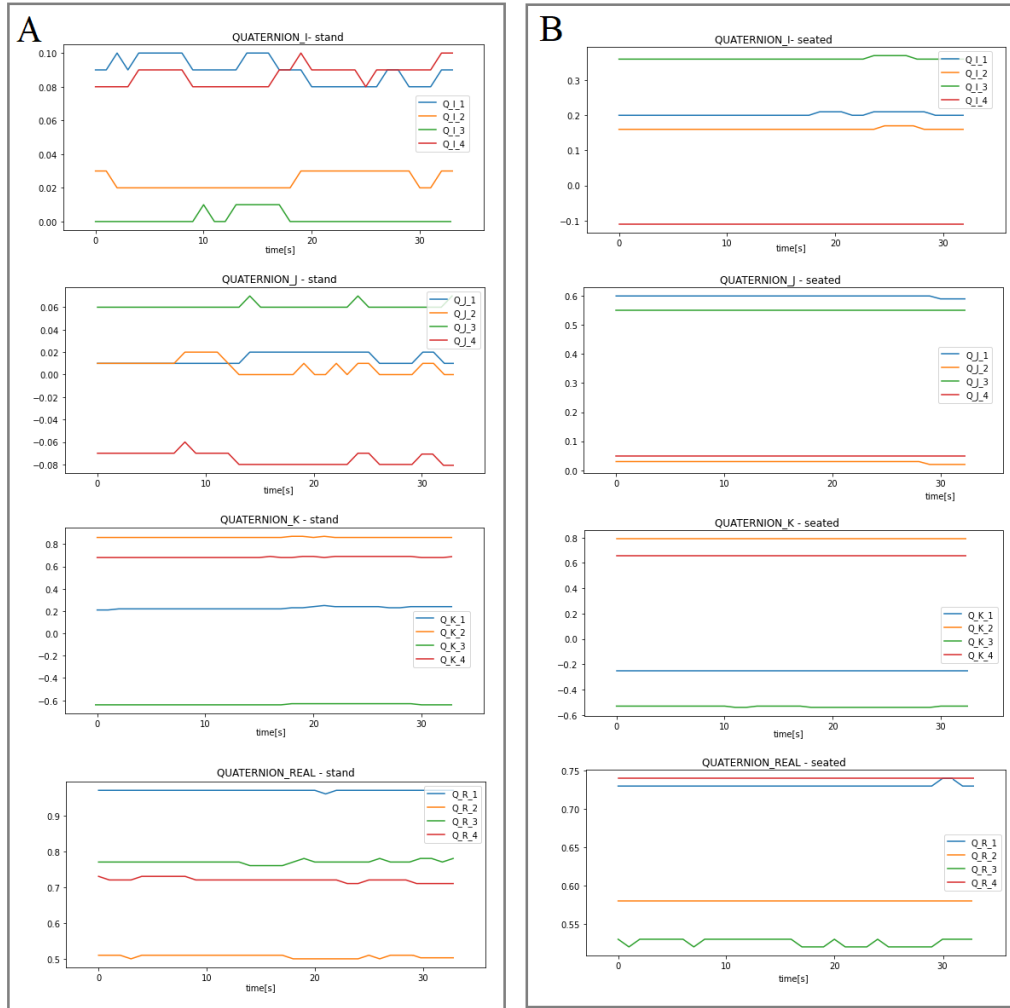 A
QUATERNION_I- stand
0.10
0.08
0.06
0.04
0.02
0.00
Q_I_1
Q_I_2
Q_I_3
Q_I_4
0
10
20
30
time[s]
QUATERNION_J - stand
0.06
0.04
0.02
0.00
−0.02
−0.04
−0.06
−0.08
Q_J_1
Q_J_2
Q_J_3
Q_J_4
0
10
20
30
time[s]
QUATERNION_K - stand
0.8
0.6
0.4
0.2
0.0
−0.2
−0.4
−0.6
Q_K_1
Q_K_2
Q_K_3
Q_K_4
0
10
20
30
time[s]
QUATERNION_REAL - stand
0.9
0.8
0.7
0.6
0.5
Q_R_1
Q_R_2
Q_R_3
Q_R_4
0
10
20
30
time[s]
B
QUATERNION_I- seated
0.3
0.2
0.1
0.0
−0.1
Q_I_1
Q_I_2
Q_I_3
Q_I_4
0
10
20
30
time[s]
QUATERNION_J - seated
0.6
0.5
0.4
0.3
0.2
0.1
0.0
Q_J_1
Q_J_2
Q_J_3
Q_J_4
0
10
20
30
time[s]
QUATERNION_K - seated
0.8
0.6
0.4
0.2
0.0
−0.2
−0.4
−0.6
Q_K_1
Q_K_2
Q_K_3
Q_K_4
0
10
20
30
time[s]
QUATERNION_REAL - seated
0.75
0.70
0.65
0.60
0.55
Q_R_1
Q_R_2
Q_R_3
Q_R_4
0
10
20
30
time[s]